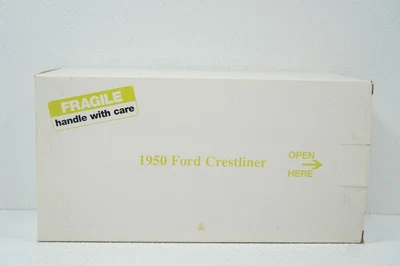 FRAGILE
handle with care
1950 Ford Crestliner
OPEN
HERE